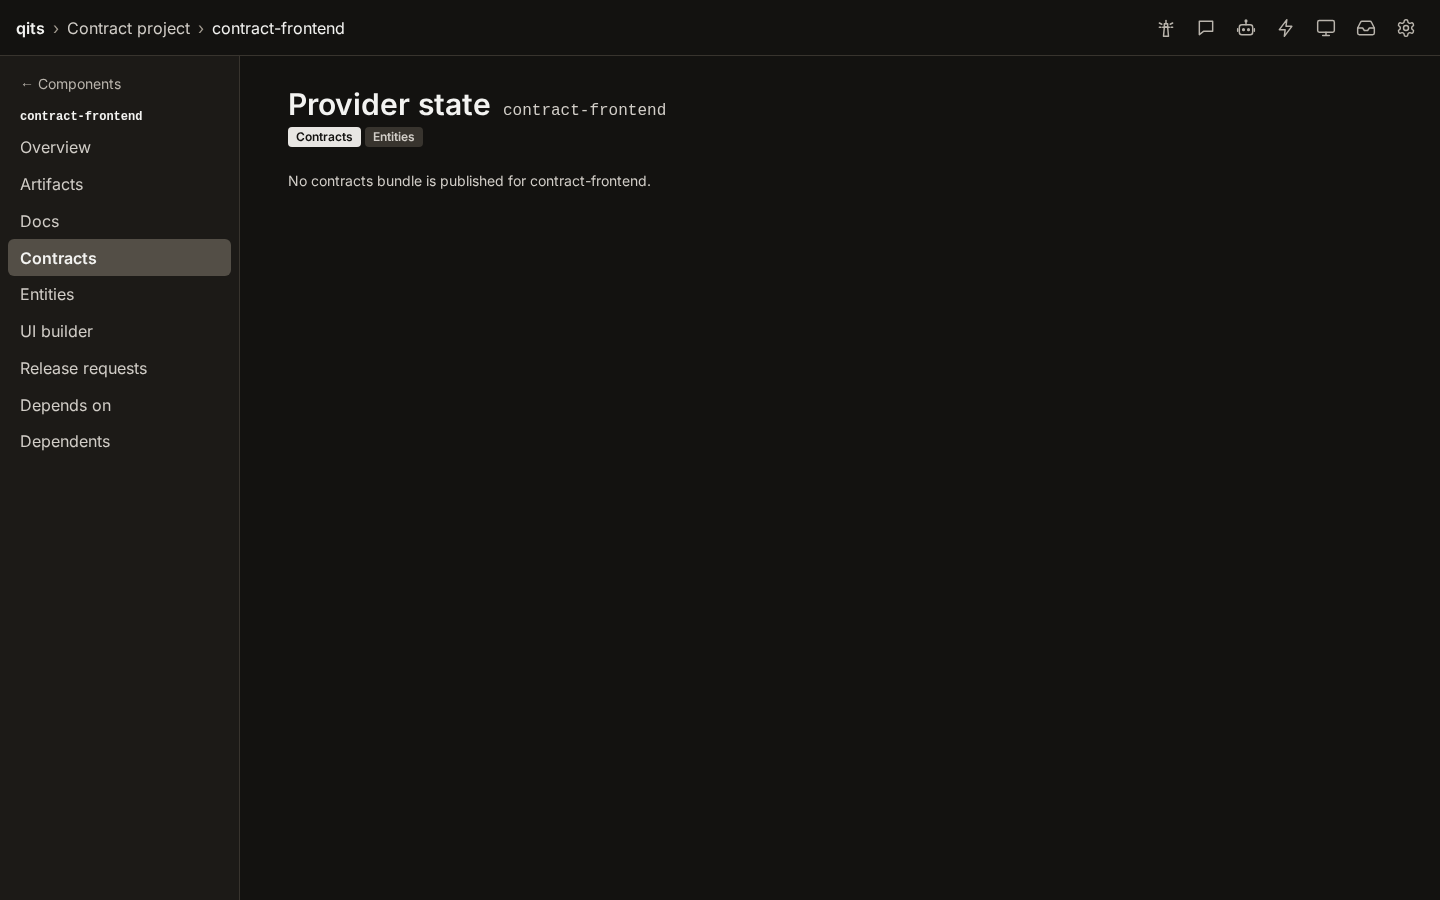 qits › Contract project › contract-frontend
← Components
contract-frontend
Overview
Artifacts
Docs
Contracts
Entities
UI builder
Release requests
Depends on
Dependents
Provider state contract-frontend
Contracts Entities
No contracts bundle is published for contract-frontend.